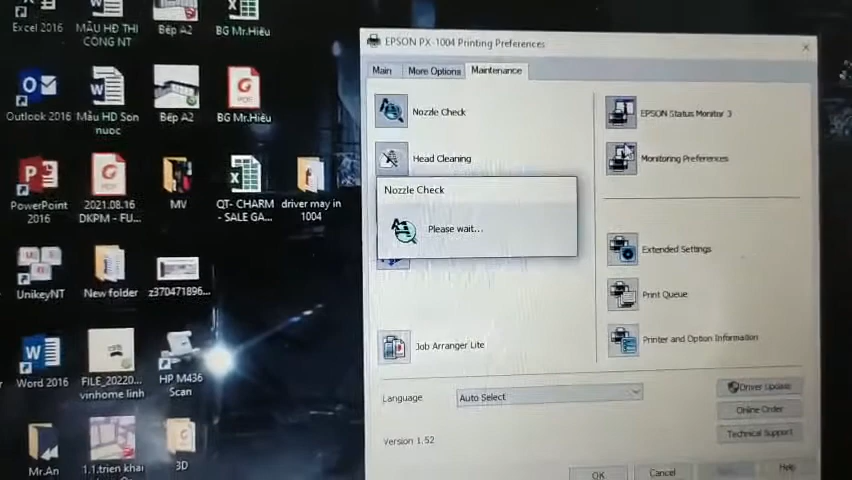 Excel 2016
MẪU HĐ THI
CÔNG NT
Bếp A2
BG Mr.Hiếu
Outlook 2016
Mẫu HĐ Sơn
nuoc
Bếp A2
BG Mr.Hiếu
PowerPoint
2016
2021.08.16
DKPM - FU...
MV
QT- CHARM
- SALE GA...
driver may in
1004
UnikeyNT
New folder
z370471896...
Word 2016
FILE_20220...
vinhome linh
HP M436
Scan
Mr.An
1.1.trien khai
3D
EPSON PX-1004 Printing Preferences
Main
More Options
Maintenance
Nozzle Check
Head Cleaning
Nozzle Check
Please wait...
Job Arranger Lite
EPSON Status Monitor 3
Monitoring Preferences
Extended Settings
Print Queue
Printer and Option Information
Language
Auto Select
Driver Update
Online Order
Technical Support
Version 1.52
OK
Cancel
Help